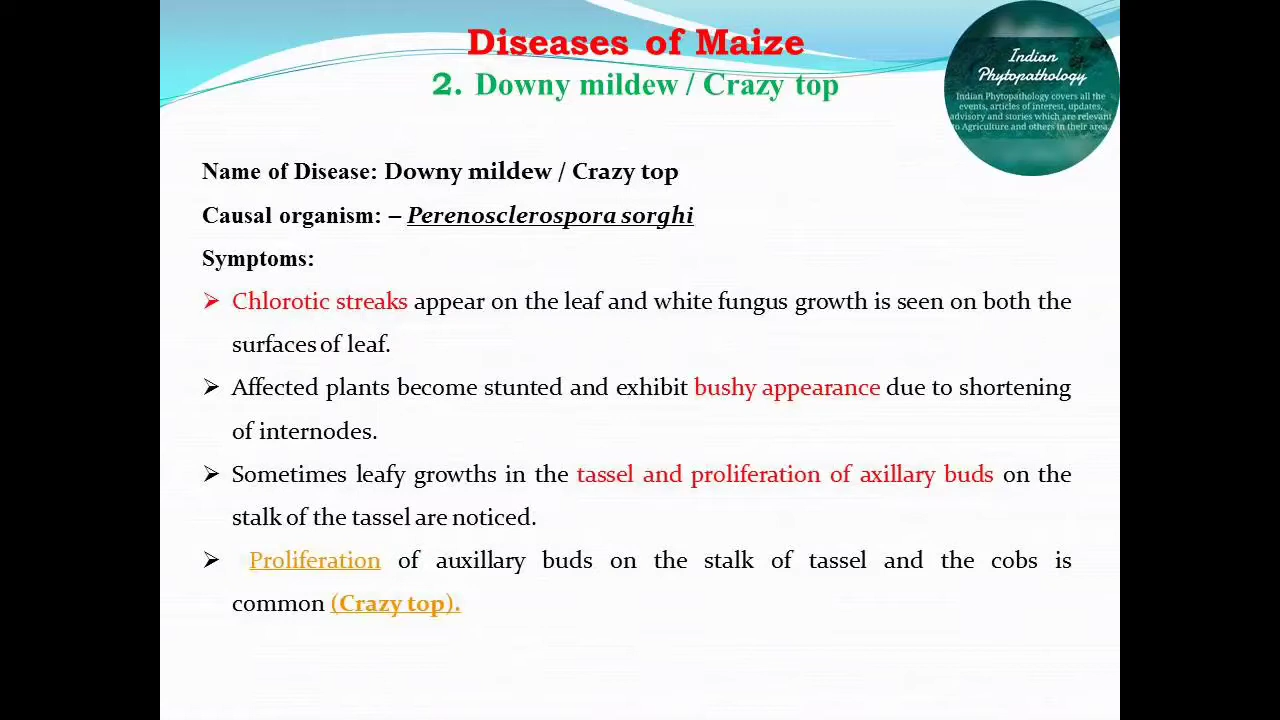 Diseases of Maize
2. Downy mildew / Crazy top
Indian
Phytopathology
Indian Phytopathology covers all the
events, articles of interest, updates,
advisory and stories which are relevant
to Agriculture and others in their area.
Name of Disease: Downy mildew / Crazy top
Causal organism: – Perenosclerospora sorghi
Symptoms:
➢ Chlorotic streaks appear on the leaf and white fungus growth is seen on both the
surfaces of leaf.
➢ Affected plants become stunted and exhibit bushy appearance due to shortening
of internodes.
➢ Sometimes leafy growths in the tassel and proliferation of axillary buds on the
stalk of the tassel are noticed.
➢ Proliferation of auxillary buds on the stalk of tassel and the cobs is
common (Crazy top).